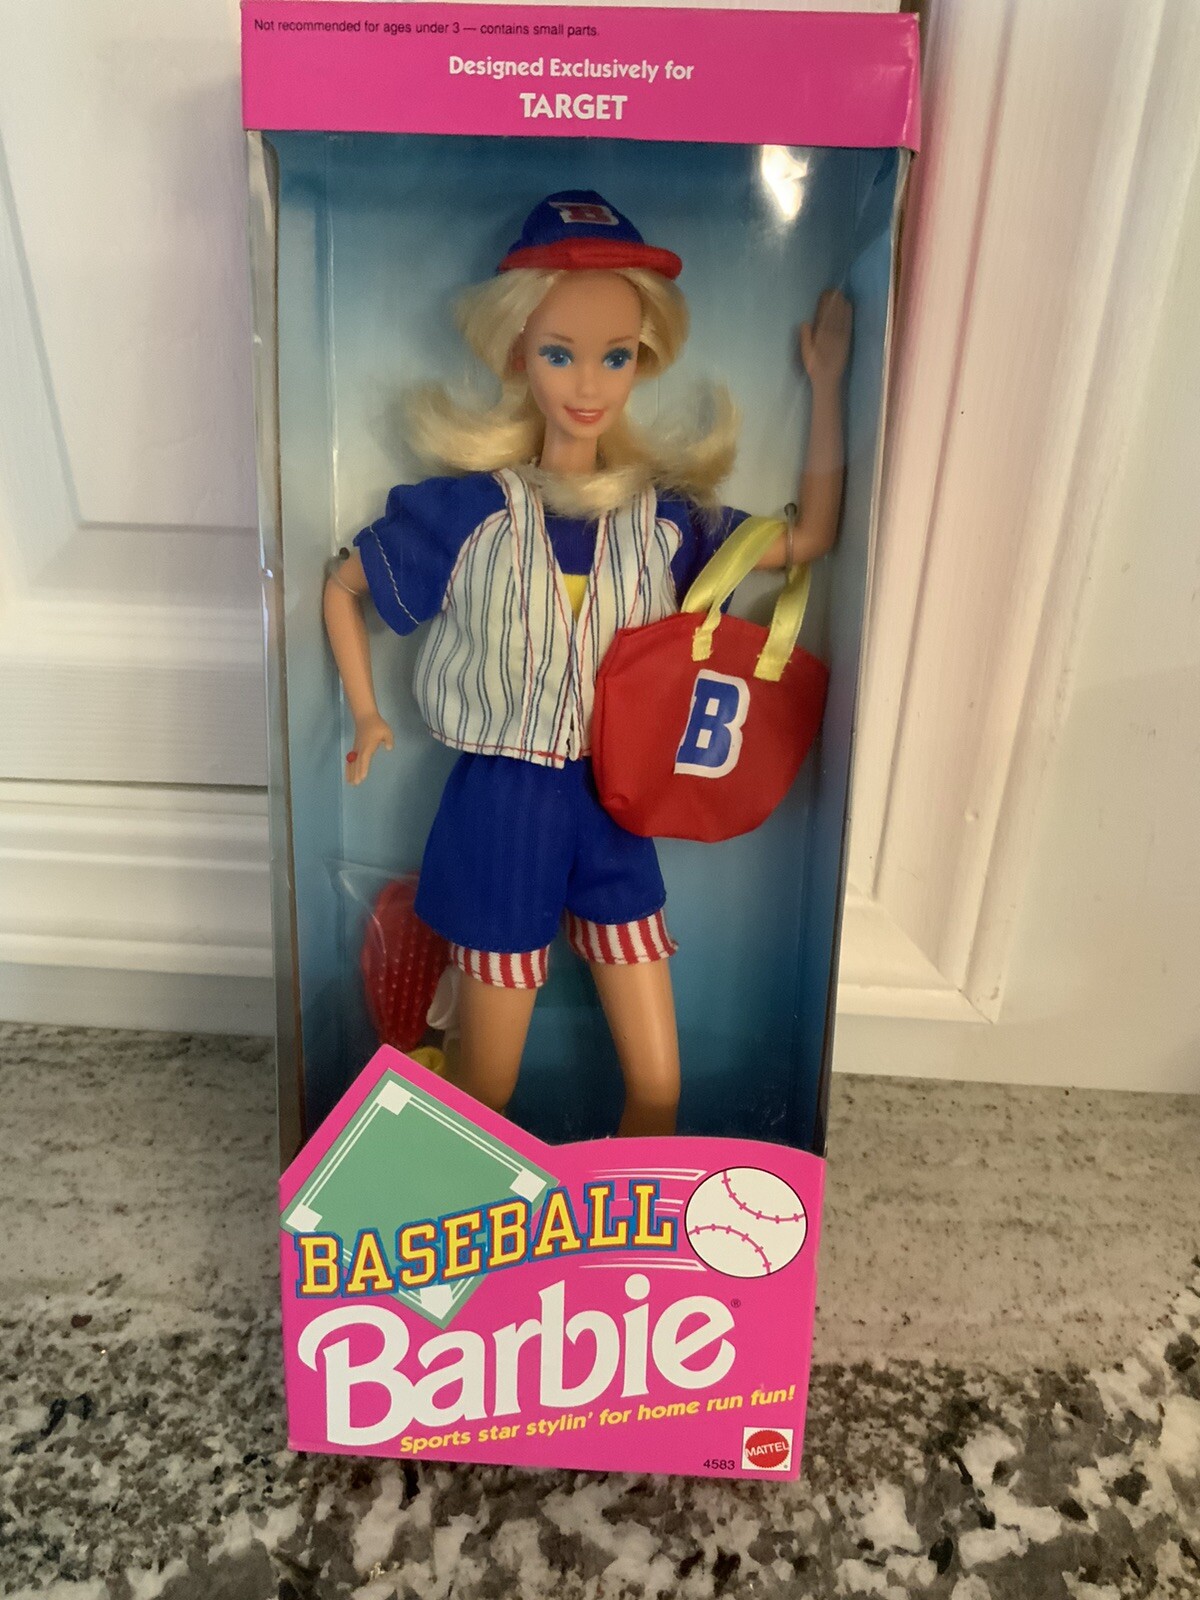 Not recommended for ages under 3 — contains small parts.
Designed Exclusively for
TARGET
B
B
BASEBALL
Barbie®
Sports star stylin' for home run fun!
4583
MATTEL